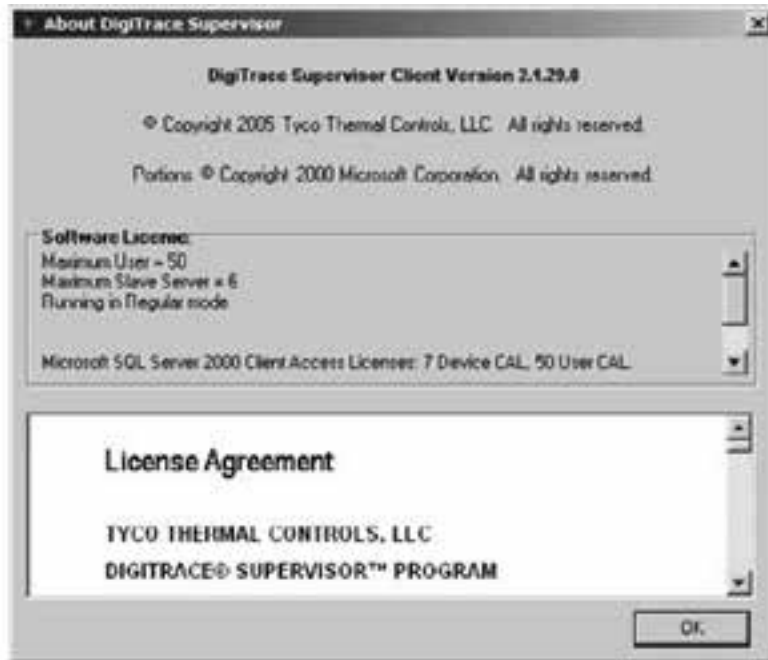 About DigiTrace Supervisor
DigiTrace Supervisor Client Version 2.1.29.0
© Copyright 2005 Tyco Thermal Controls, LLC. All rights reserved.
Portions © Copyright 2000 Microsoft Corporation. All rights reserved.
Software License:
Maximum User = 50
Maximum Slave Server = 6
Running in Regular mode
Microsoft SQL Server 2000 Client Access Licenses: 7 Device CAL, 50 User CAL.
License Agreement
TYCO THERMAL CONTROLS, LLC
DIGITRACE® SUPERVISOR™ PROGRAM
OK